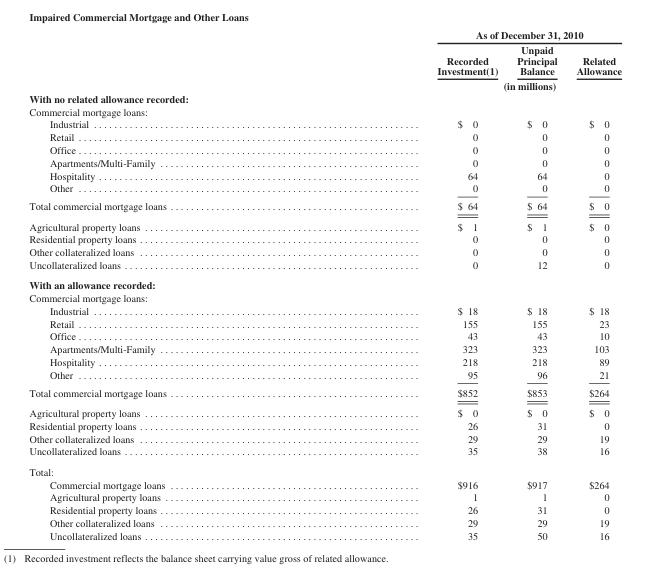 Impaired Commercial Mortgage and Other Loans
As of December 31, 2010
Unpaid
Recorded Principal Related
Investment(1) Balance Allowance
(in millions)
With no related allowance recorded:
Commercial mortgage loans:
Industrial $ 0 $ 0 $ 0
Retail 0 0 0
Office 0 0 0
Apartments/Multi-Family 0 0 0
Hospitality 64 64 0
Other 0 0 0
Total commercial mortgage loans $ 64 $ 64 $ 0
Agricultural property loans $ 1 $ 1 $ 0
Residential property loans 0 0 0
Other collateralized loans 0 0 0
Uncollateralized loans 0 12 0
With an allowance recorded:
Commercial mortgage loans:
Industrial $ 18 $ 18 $ 18
Retail 155 155 23
Office 43 43 10
Apartments/Multi-Family 323 323 103
Hospitality 218 218 89
Other 95 96 21
Total commercial mortgage loans $852 $853 $264
Agricultural property loans $ 0 $ 0 $ 0
Residential property loans 26 31 0
Other collateralized loans 29 29 19
Uncollateralized loans 35 38 16
Total:
Commercial mortgage loans $916 $917 $264
Agricultural property loans 1 1 0
Residential property loans 26 31 0
Other collateralized loans 29 29 19
Uncollateralized loans 35 50 16
(1) Recorded investment reflects the balance sheet carrying value gross of related allowance.